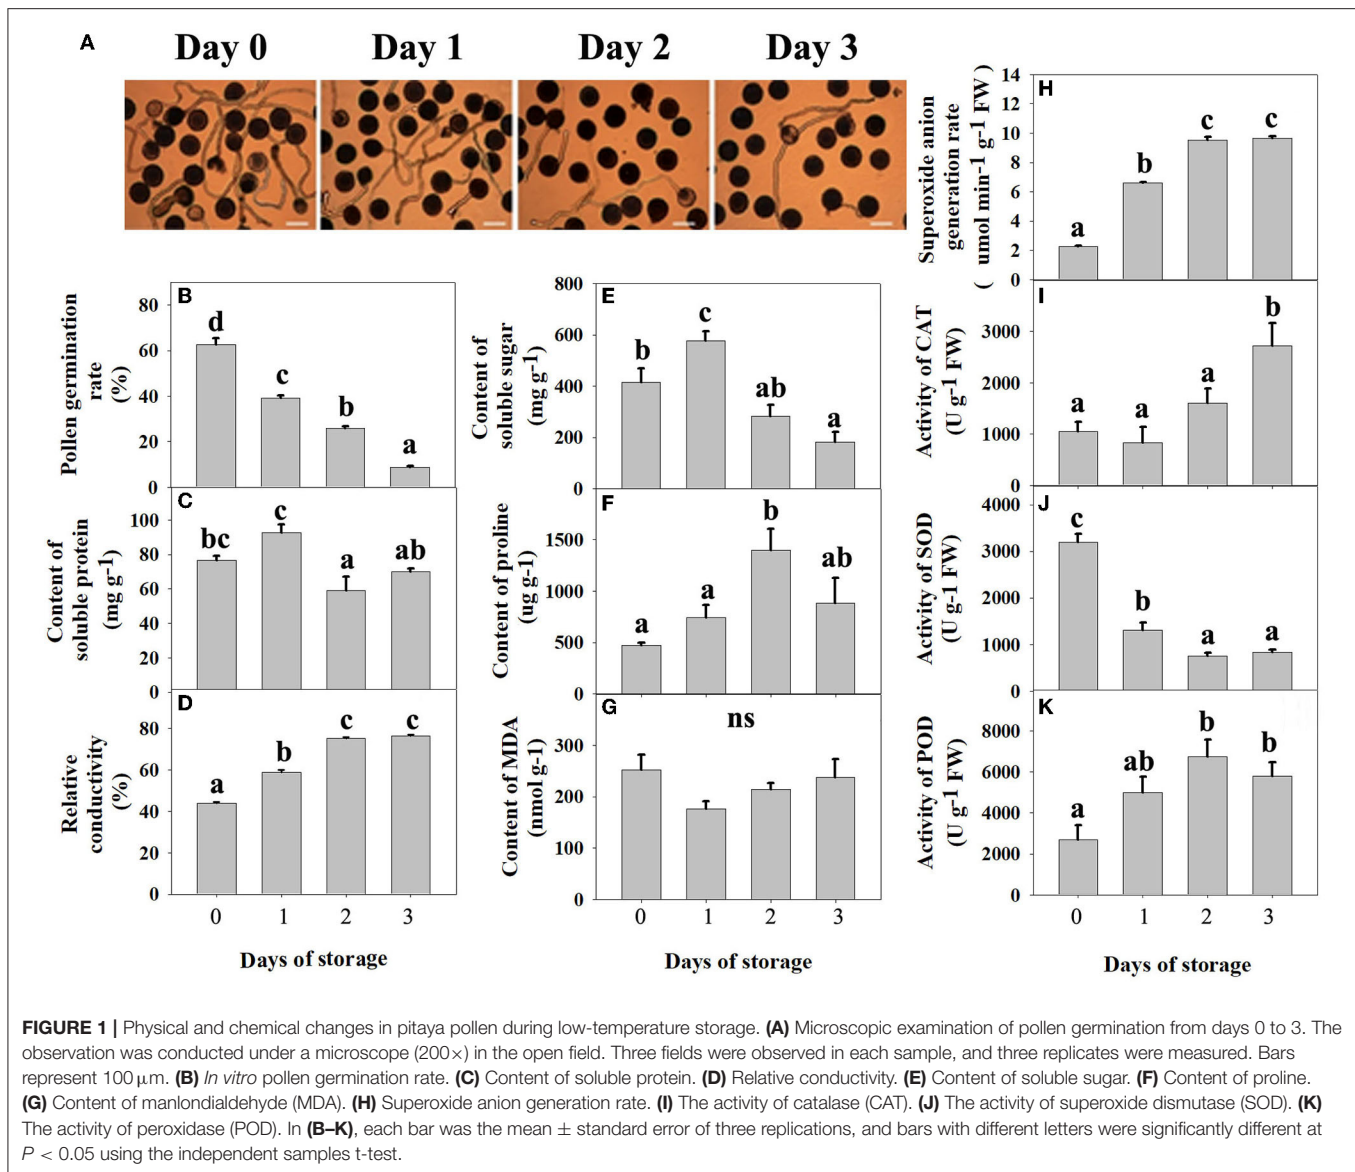 A
Day 0 Day 1 Day 2 Day 3
H
Superoxide anion
generation rate
( umol min-1 g-1 FW)
14
12
10
8
6
4
2
0
a
b
c
c
B
Pollen germination
rate
(%)
80
60
40
20
0
d
c
b
a
E
Content of
soluble sugar
(mg g-1)
800
600
400
200
0
b
c
ab
a
I
Activity of CAT
(U g-1 FW)
3000
2000
1000
0
a
a
a
b
C
Content of
soluble protein
(mg g-1)
100
80
60
40
20
0
bc
c
a
ab
F
Content of proline
(ug g-1)
1500
1000
500
0
a
a
b
ab
J
Activity of SOD
(U g-1 FW)
4000
3000
2000
1000
0
c
b
a
a
D
Relative
conductivity
(%)
80
60
40
20
0
a
b
c
c
0 1 2 3
Days of storage
G
ns
Content of MDA
(nmol g-1)
300
200
100
0
0 1 2 3
Days of storage
K
Activity of POD
(U g-1 FW)
8000
6000
4000
2000
0
a
ab
b
b
0 1 2 3
Days of storage
FIGURE 1 | Physical and chemical changes in pitaya pollen during low-temperature storage. (A) Microscopic examination of pollen germination from days 0 to 3. The
observation was conducted under a microscope (200×) in the open field. Three fields were observed in each sample, and three replicates were measured. Bars
represent 100 μm. (B) In vitro pollen germination rate. (C) Content of soluble protein. (D) Relative conductivity. (E) Content of soluble sugar. (F) Content of proline.
(G) Content of manlondialdehyde (MDA). (H) Superoxide anion generation rate. (I) The activity of catalase (CAT). (J) The activity of superoxide dismutase (SOD). (K)
The activity of peroxidase (POD). In (B–K), each bar was the mean ± standard error of three replications, and bars with different letters were significantly different at
P < 0.05 using the independent samples t-test.